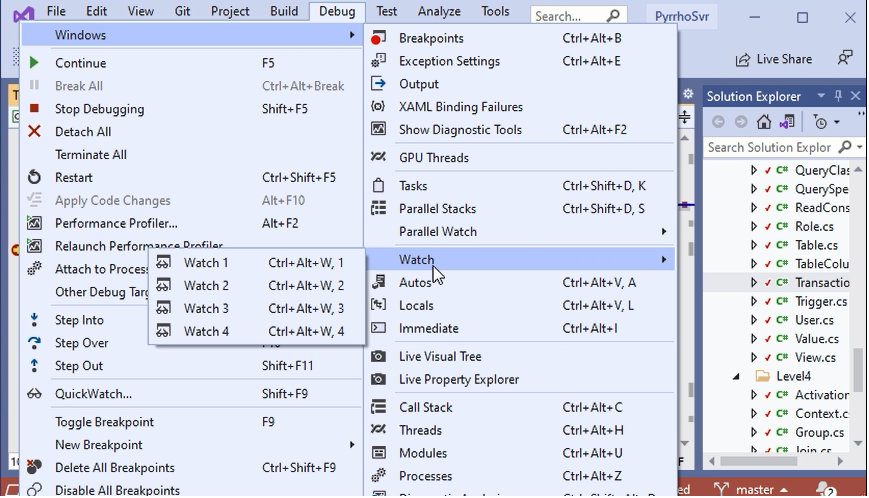 File Edit View Git Project Build Debug Test Analyze Tools Search... PyrrhoSvr
Live Share
Windows
Continue F5
Break All Ctrl+Alt+Break
Stop Debugging Shift+F5
Detach All
Terminate All
Restart Ctrl+Shift+F5
Apply Code Changes Alt+F10
Performance Profiler... Alt+F2
Relaunch Performance Profiler
Attach to
Other Debug
Step Into
Step Over
Step Out Shift+F11
QuickWatch... Shift+F9
Toggle Breakpoint F9
New Breakpoint
Delete All Breakpoints Ctrl+Shift+F9
Disable All Breakpoints
Watch 1 Ctrl+Alt+W, 1
Watch 2 Ctrl+Alt+W, 2
Watch 3 Ctrl+Alt+W, 3
Watch 4 Ctrl+Alt+W, 4
Breakpoints Ctrl+Alt+B
Exception Settings Ctrl+Alt+E
Output
XAML Binding Failures
Show Diagnostic Tools Ctrl+Alt+F2
GPU Threads
Tasks Ctrl+Shift+D, K
Parallel Stacks Ctrl+Shift+D, S
Parallel Watch
Watch
Autos Ctrl+Alt+V, A
Locals Ctrl+Alt+V, L
Immediate Ctrl+Alt+I
Live Visual Tree
Live Property Explorer
Call Stack Ctrl+Alt+C
Threads Ctrl+Alt+H
Modules Ctrl+Alt+U
Processes Ctrl+Alt+Z
Solution Explorer
Search Solution Explor
C# QueryClas
C# QuerySpe
C# ReadCons
C# Role.cs
C# Table.cs
C# TableColu
C# Transactio
C# Trigger.cs
C# User.cs
C# Value.cs
C# View.cs
Level4
C# Activation
C# Context.c
C# Group.cs
C# Join.cs
master 2